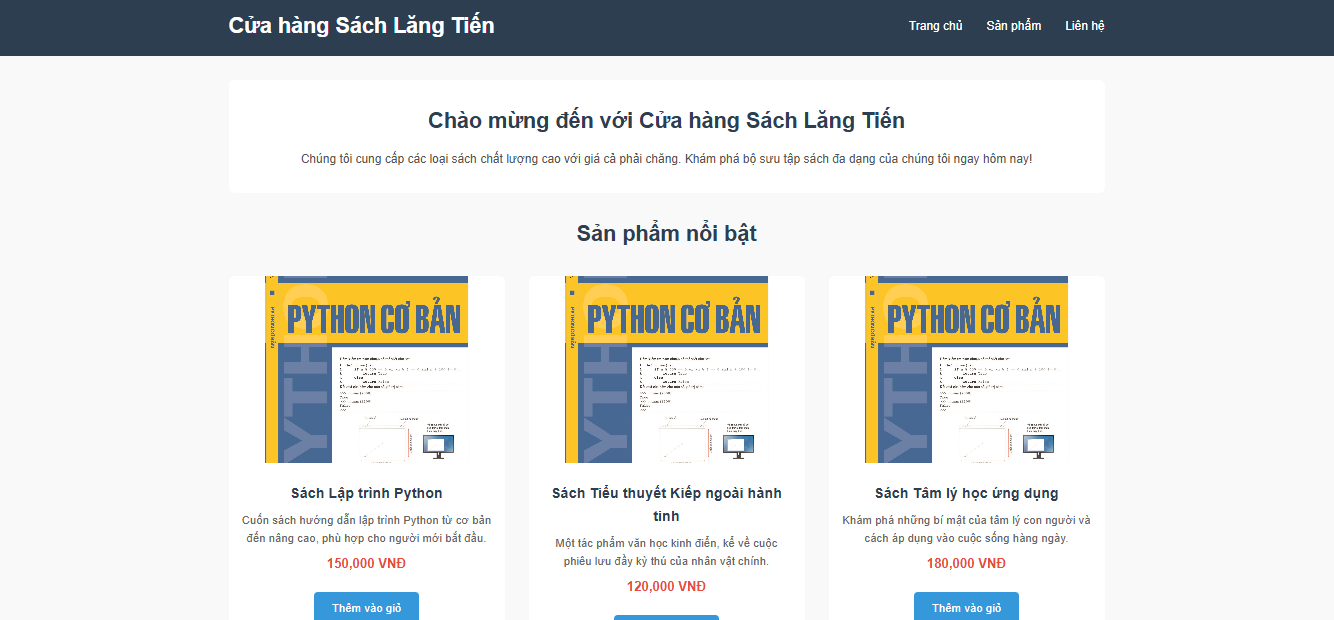 Cửa hàng Sách Lăng Tiến
Trang chủ Sản phẩm Liên hệ
Chào mừng đến với Cửa hàng Sách Lăng Tiến
Chúng tôi cung cấp các loại sách chất lượng cao với giá cả phải chăng. Khám phá bộ sưu tập sách đa dạng của chúng tôi ngay hôm nay!
Sản phẩm nổi bật
PYTHON CƠ BẢN
Sách Lập trình Python
Cuốn sách hướng dẫn lập trình Python từ cơ bản
đến nâng cao, phù hợp cho người mới bắt đầu.
150,000 VNĐ
Thêm vào giỏ
PYTHON CƠ BẢN
Sách Tiểu thuyết Kiếp ngoài hành
tinh
Một tác phẩm văn học kinh điển, kể về cuộc
phiêu lưu đầy kỳ thú của nhân vật chính.
120,000 VNĐ
PYTHON CƠ BẢN
Sách Tâm lý học ứng dụng
Khám phá những bí mật của tâm lý con người và
cách áp dụng vào cuộc sống hàng ngày.
180,000 VNĐ
Thêm vào giỏ